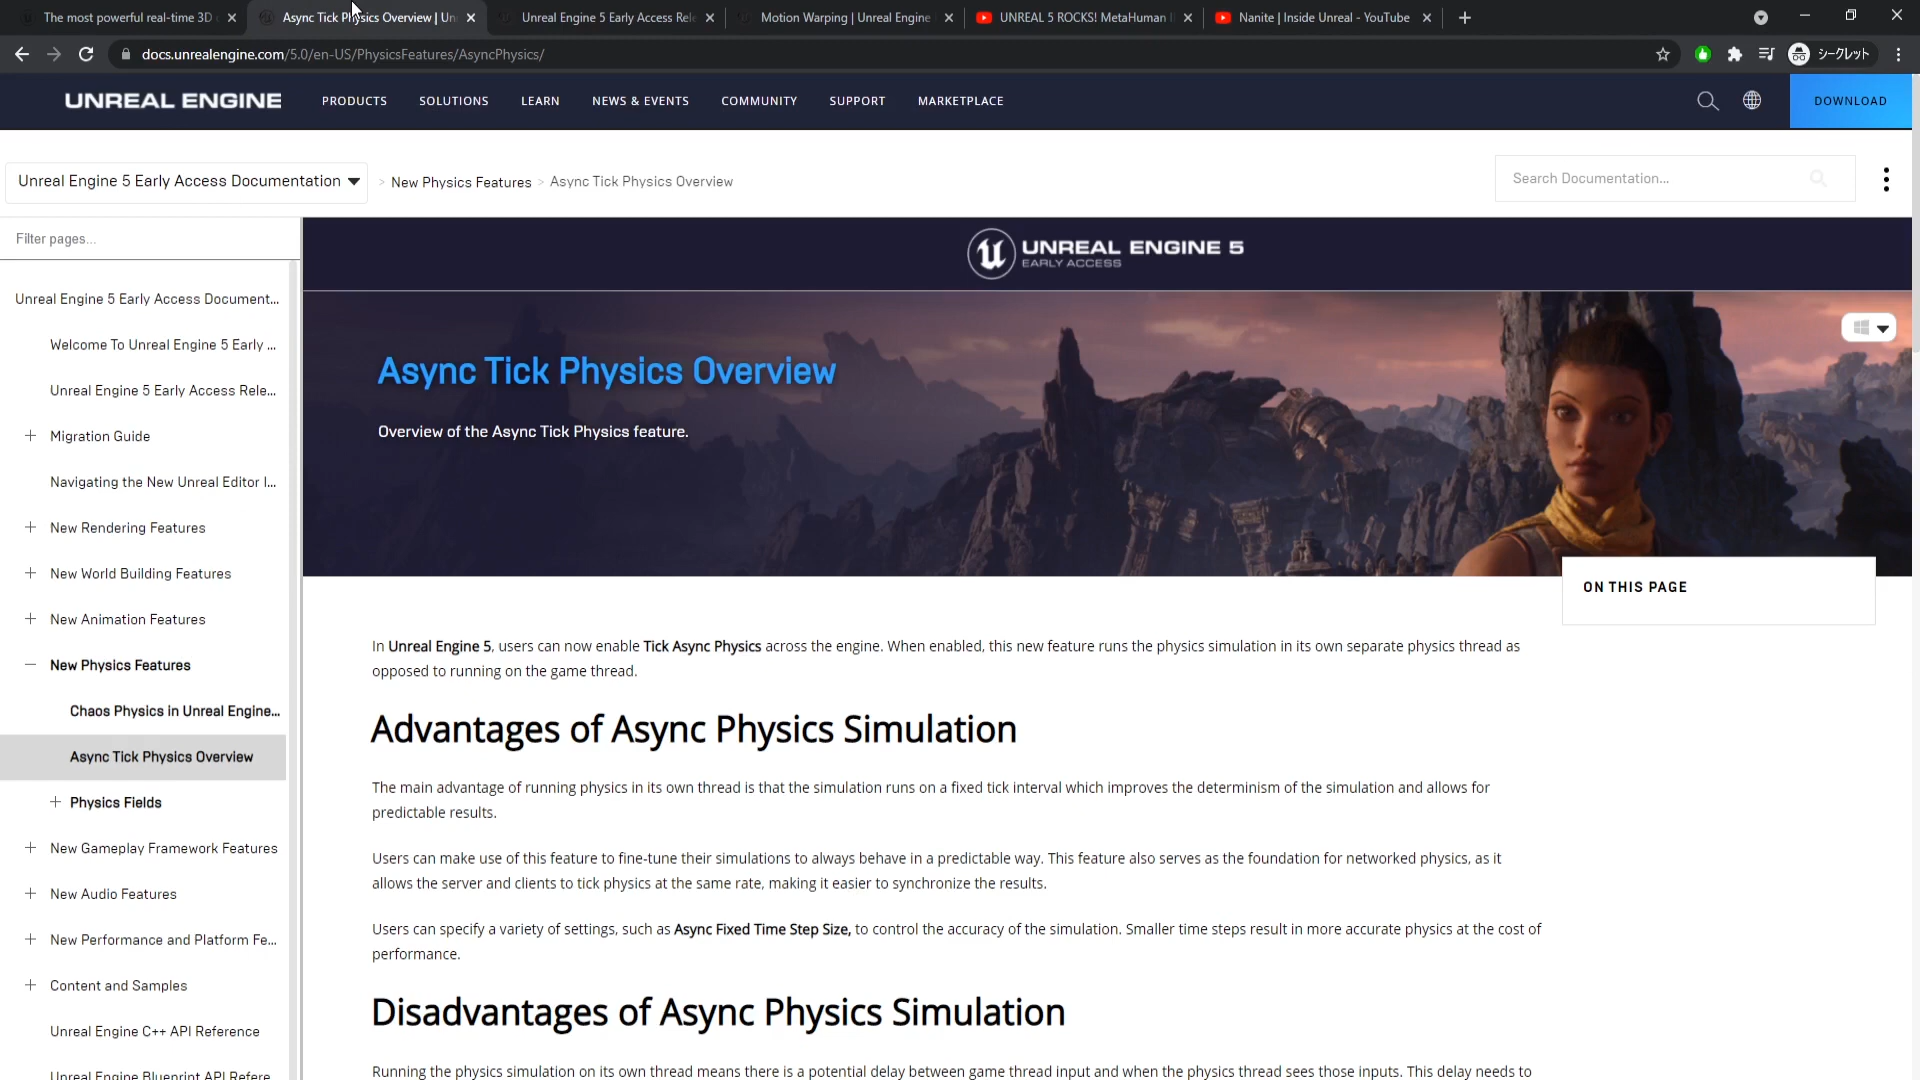 The most powerful real-time 3D
Async Tick Physics Overview | Un
Unreal Engine 5 Early Access Rele
Motion Warping | Unreal Engine
UNREAL 5 ROCKS! MetaHuman
Nanite | Inside Unreal - YouTube
docs.unrealengine.com/5.0/en-US/PhysicsFeatures/AsyncPhysics/
シークレット
UNREAL ENGINE
PRODUCTS
SOLUTIONS
LEARN
NEWS & EVENTS
COMMUNITY
SUPPORT
MARKETPLACE
DOWNLOAD
Unreal Engine 5 Early Access Documentation
> New Physics Features > Async Tick Physics Overview
Search Documentation...
Filter pages...
Unreal Engine 5 Early Access Document...
Welcome To Unreal Engine 5 Early ...
Unreal Engine 5 Early Access Rele...
+ Migration Guide
Navigating the New Unreal Editor I...
+ New Rendering Features
+ New World Building Features
+ New Animation Features
— New Physics Features
Chaos Physics in Unreal Engine...
Async Tick Physics Overview
+ Physics Fields
+ New Gameplay Framework Features
+ New Audio Features
+ New Performance and Platform Fe...
+ Content and Samples
Unreal Engine C++ API Reference
Unreal Engine Blueprint API Refere
UNREAL ENGINE 5
EARLY ACCESS
Async Tick Physics Overview
Overview of the Async Tick Physics feature.
ON THIS PAGE
In Unreal Engine 5, users can now enable Tick Async Physics across the engine. When enabled, this new feature runs the physics simulation in its own separate physics thread as
opposed to running on the game thread.
Advantages of Async Physics Simulation
The main advantage of running physics in its own thread is that the simulation runs on a fixed tick interval which improves the determinism of the simulation and allows for
predictable results.
Users can make use of this feature to fine-tune their simulations to always behave in a predictable way. This feature also serves as the foundation for networked physics, as it
allows the server and clients to tick physics at the same rate, making it easier to synchronize the results.
Users can specify a variety of settings, such as Async Fixed Time Step Size, to control the accuracy of the simulation. Smaller time steps result in more accurate physics at the cost of
performance.
Disadvantages of Async Physics Simulation
Running the physics simulation on its own thread means there is a potential delay between game thread input and when the physics thread sees those inputs. This delay needs to